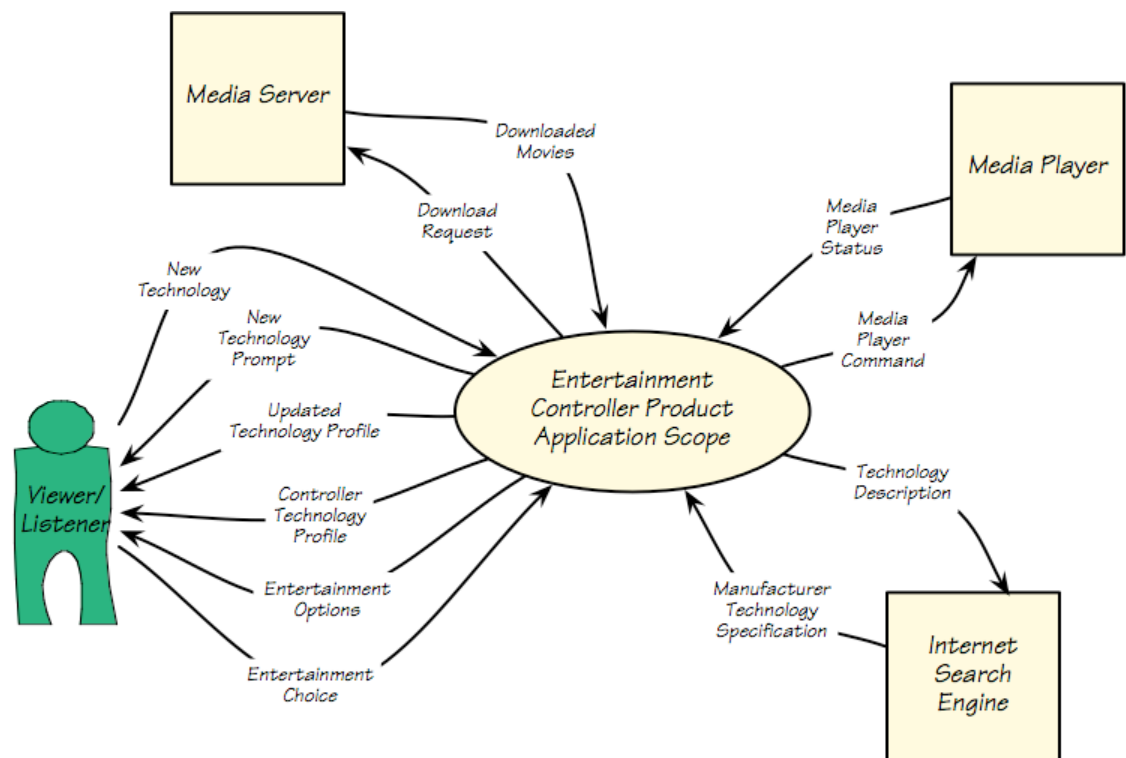 Media Server
Downloaded
Movies
Media Player
Download
Request
Media
Player
Status
New
Technology
New
Technology
Prompt
Media
Player
Command
Entertainment
Controller Product
Application Scope
Updated
Technology Profile
Viewer/
Listener
Controller
Technology
Profile
Technology
Description
Entertainment
Options
Manufacturer
Technology
Specification
Entertainment
Choice
Internet
Search
Engine